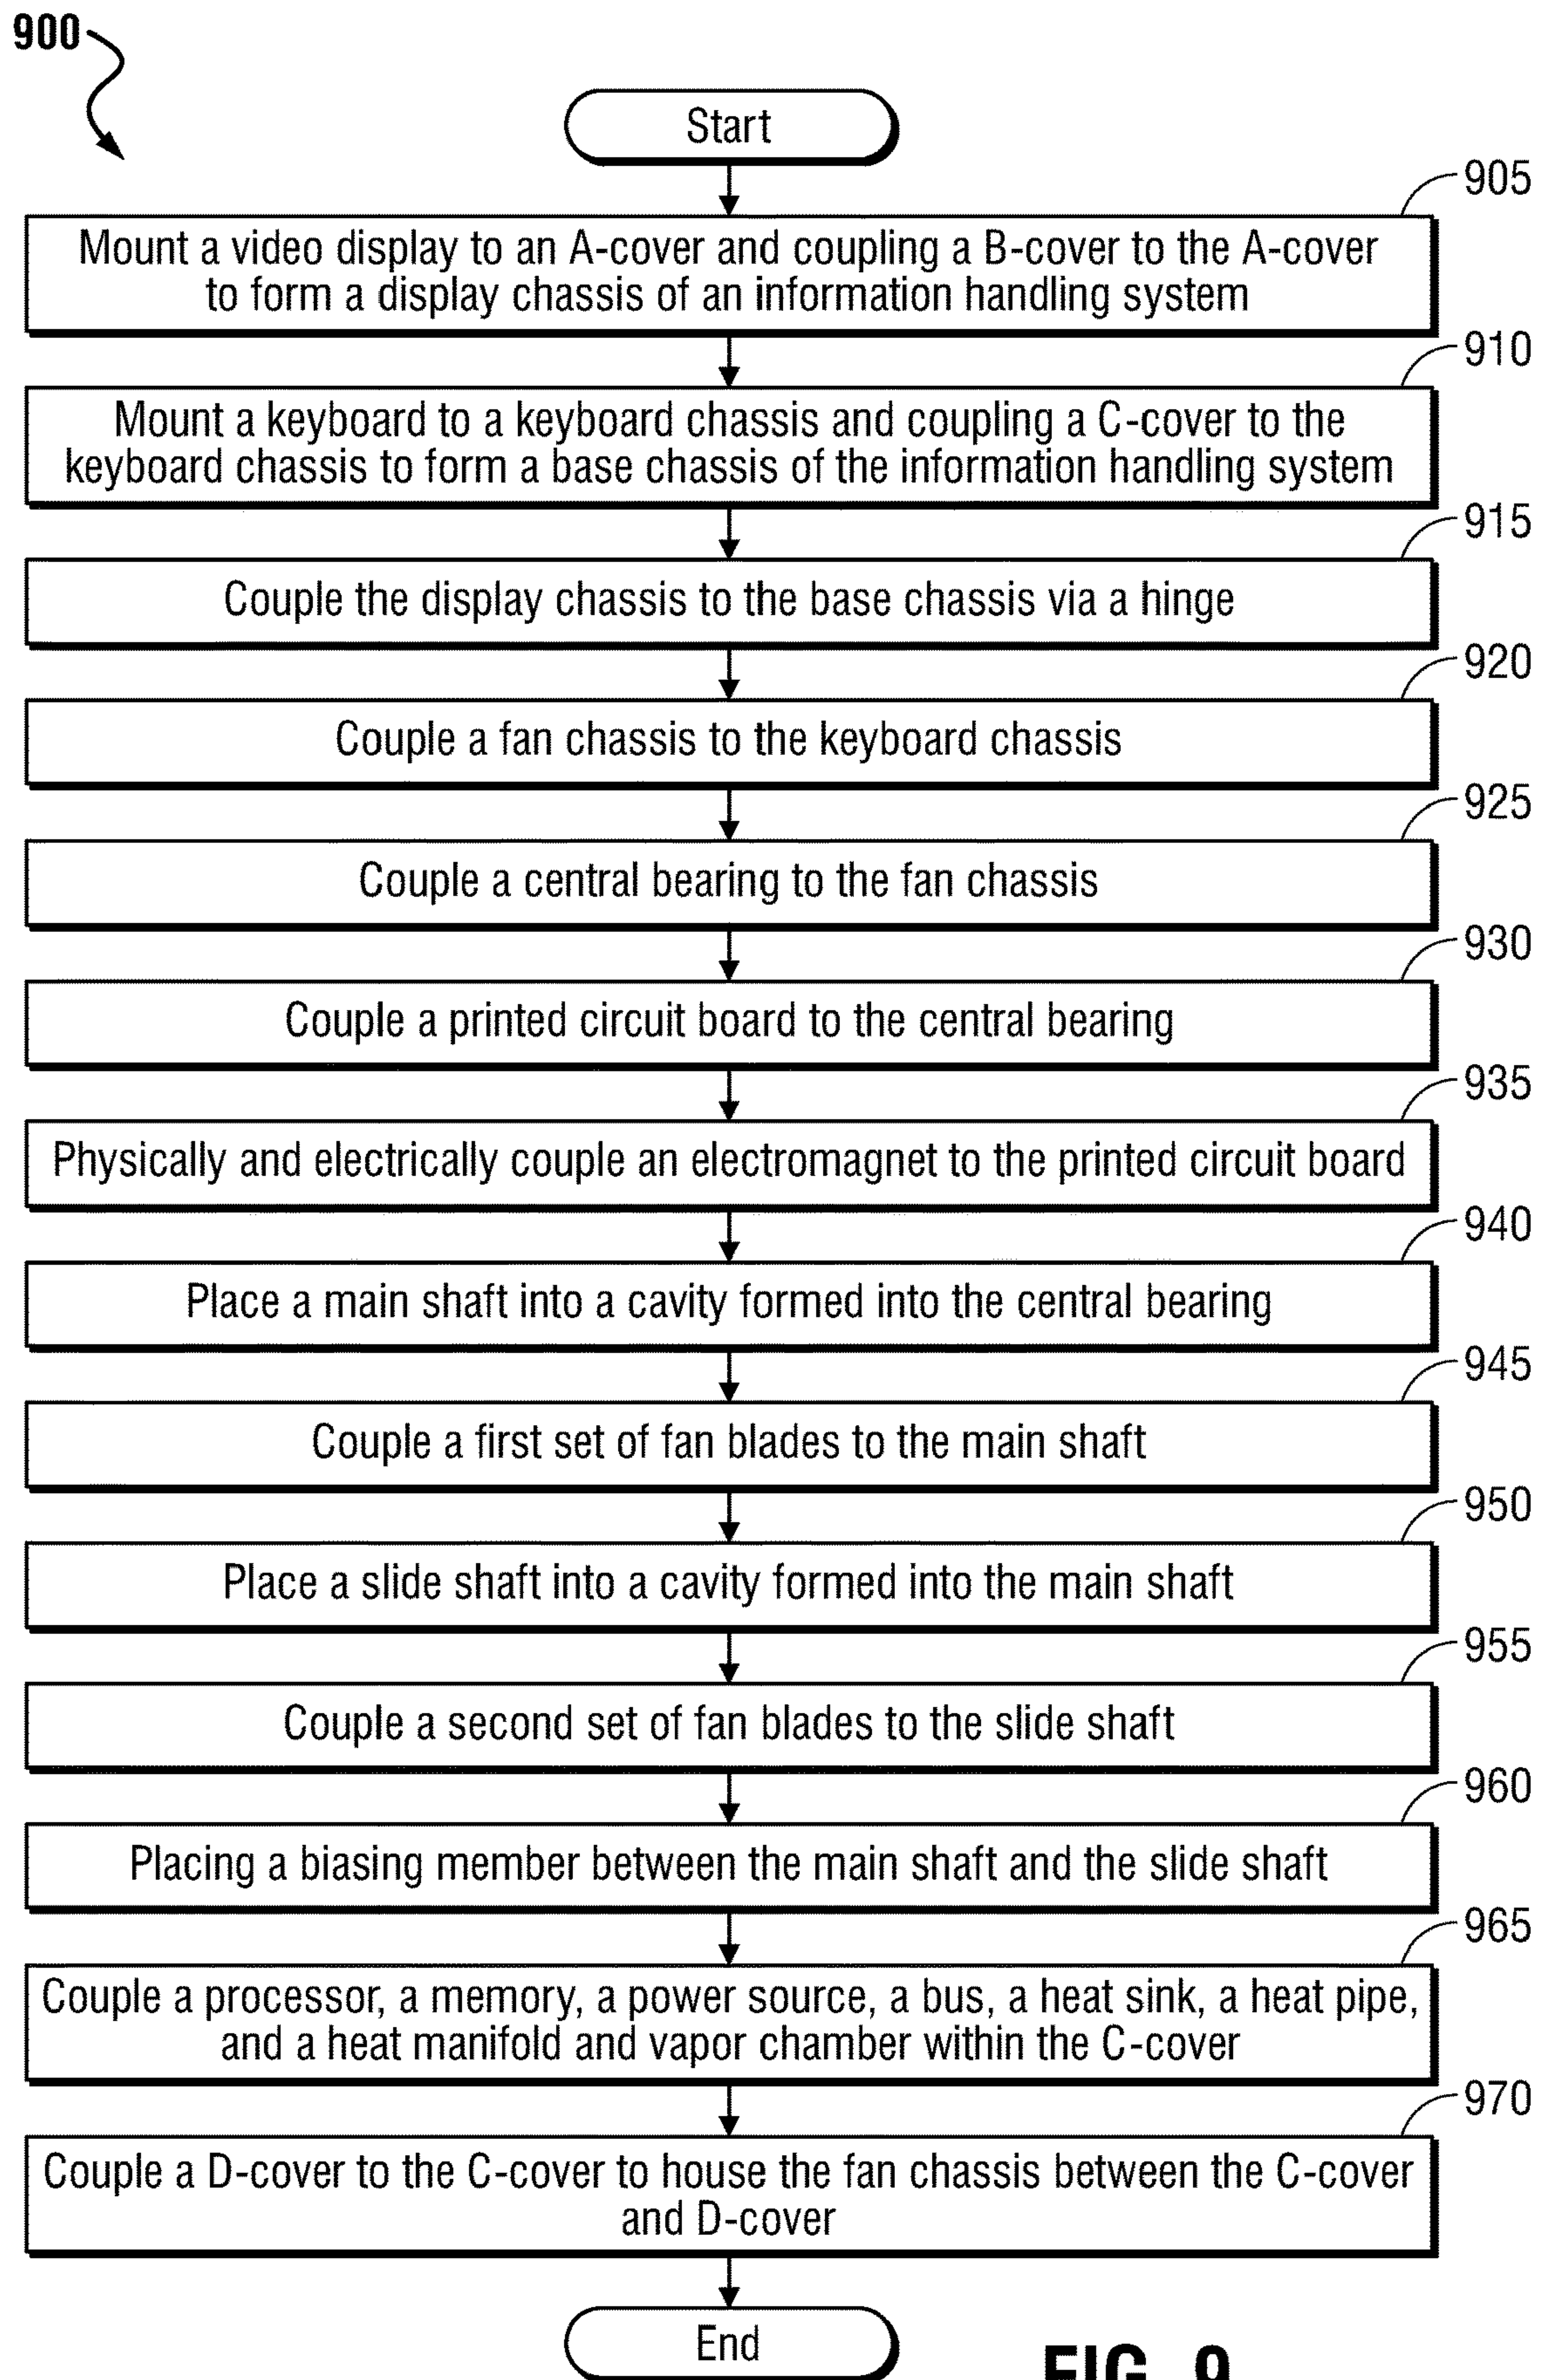 900
Start
905
Mount a video display to an A-cover and coupling a B-cover to the A-cover
to form a display chassis of an information handling system
910
Mount a keyboard to a keyboard chassis and coupling a C-cover to the
keyboard chassis to form a base chassis of the information handling system
915
Couple the display chassis to the base chassis via a hinge
920
Couple a fan chassis to the keyboard chassis
925
Couple a central bearing to the fan chassis
930
Couple a printed circuit board to the central bearing
935
Physically and electrically couple an electromagnet to the printed circuit board
940
Place a main shaft into a cavity formed into the central bearing
945
Couple a first set of fan blades to the main shaft
950
Place a slide shaft into a cavity formed into the main shaft
955
Couple a second set of fan blades to the slide shaft
960
Placing a biasing member between the main shaft and the slide shaft
965
Couple a processor, a memory, a power source, a bus, a heat sink, a heat pipe,
and a heat manifold and vapor chamber within the C-cover
970
Couple a D-cover to the C-cover to house the fan chassis between the C-cover
and D-cover
End
FIG. 9